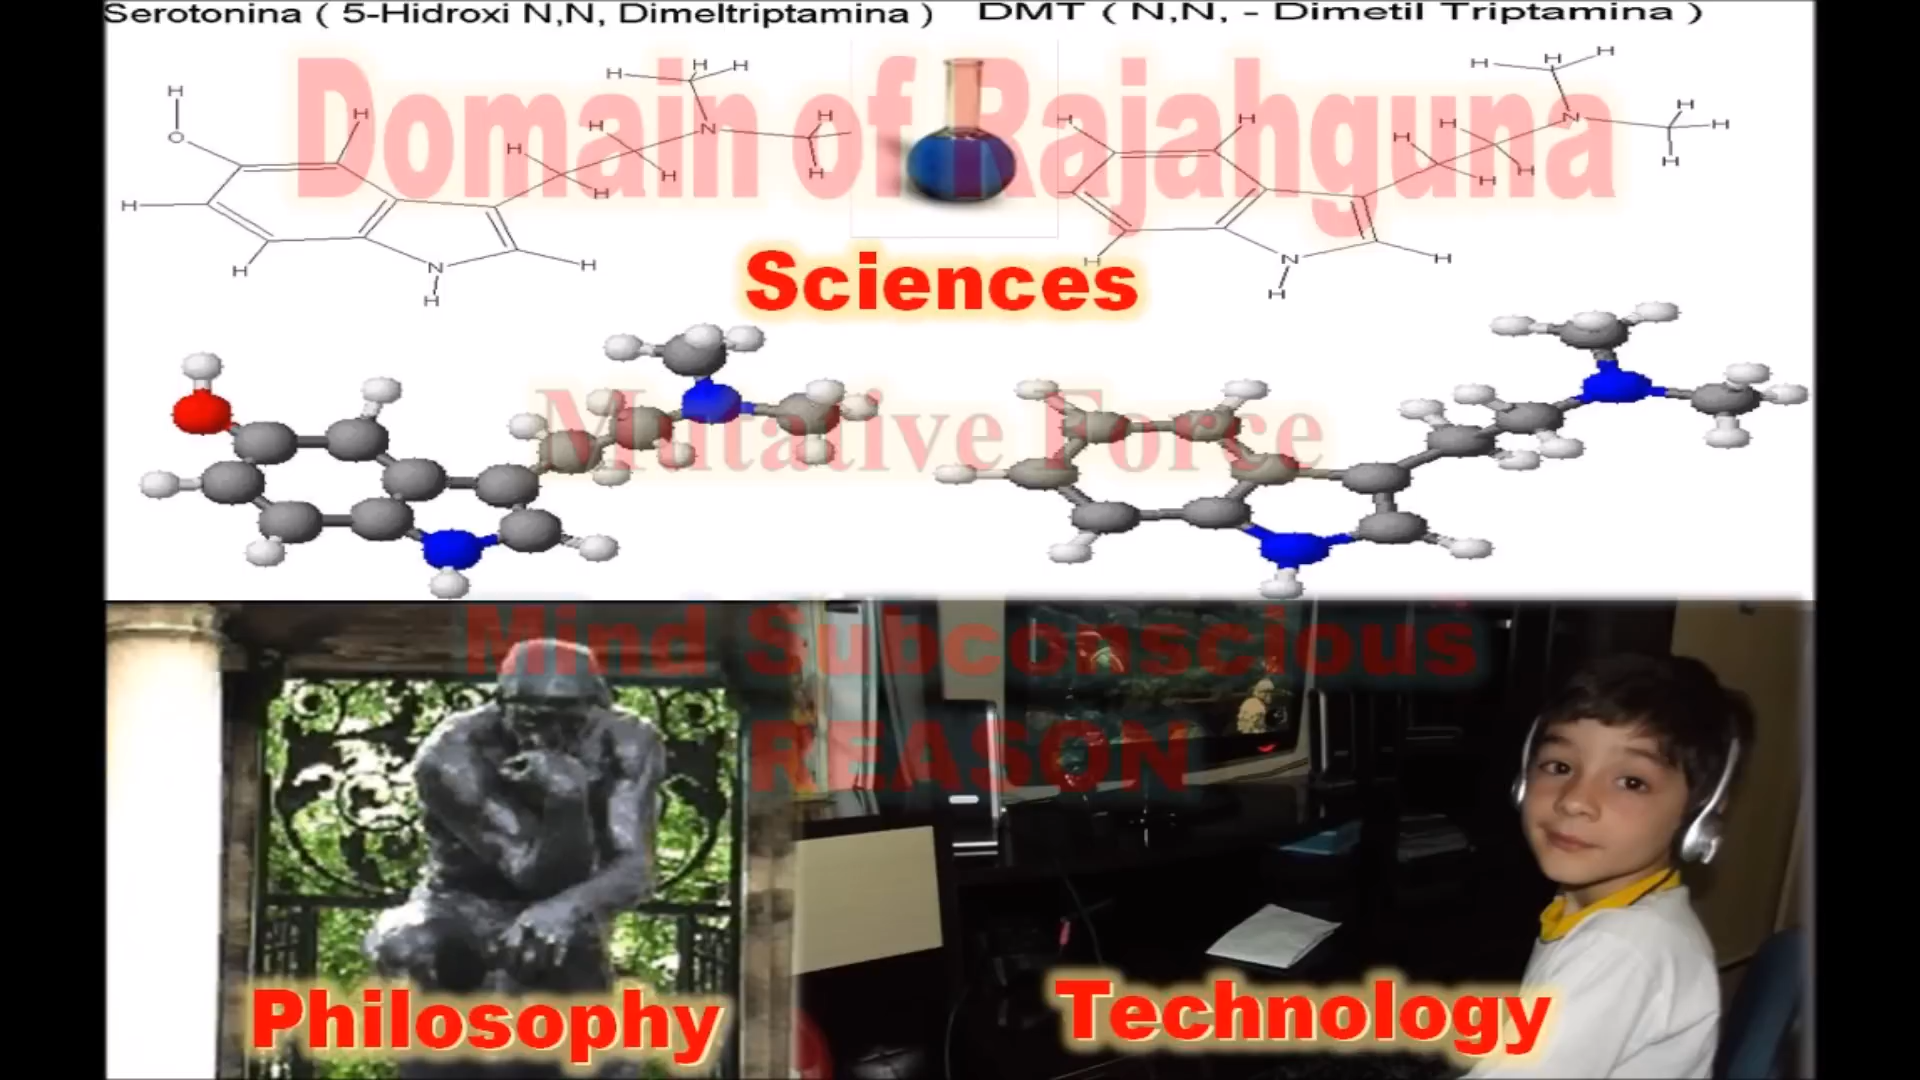 Serotonina ( 5-Hidroxi N,N, Dimeltriptamina ) DMT ( N,N, - Dimetil Triptamina )
Domain of Rajahguna
Sciences
Mutative Force
Mind Subconscious
REASON
Philosophy
Technology